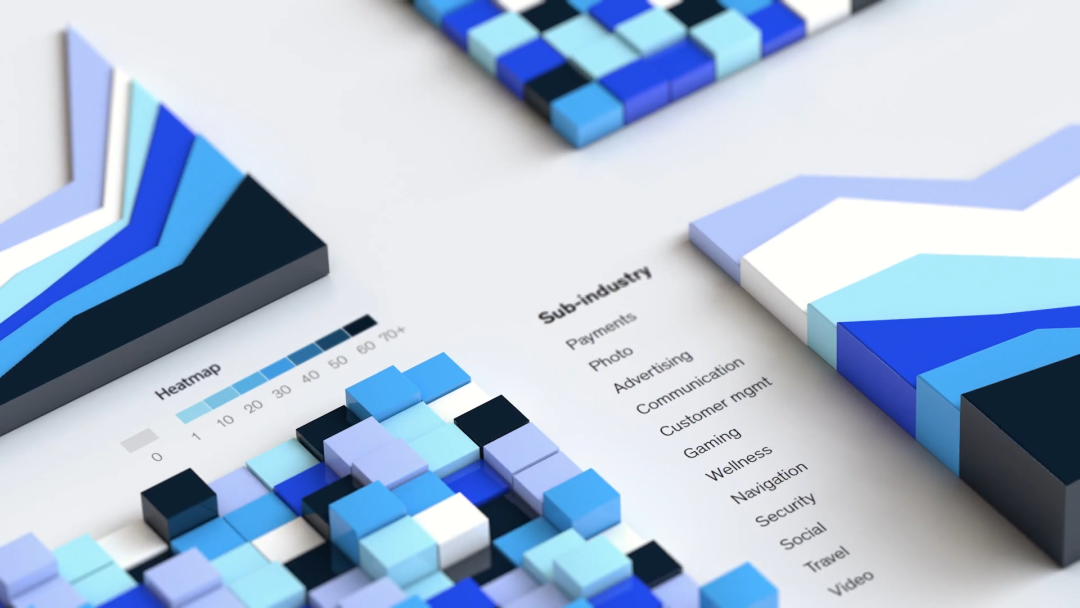 Sub-industry
Payments
Photo
Advertising
Communication
Customer mgmt
Gaming
Wellness
Navigation
Security
Social
Travel
Video
Heatmap
0
1 10 20 30 40 50 60 70+